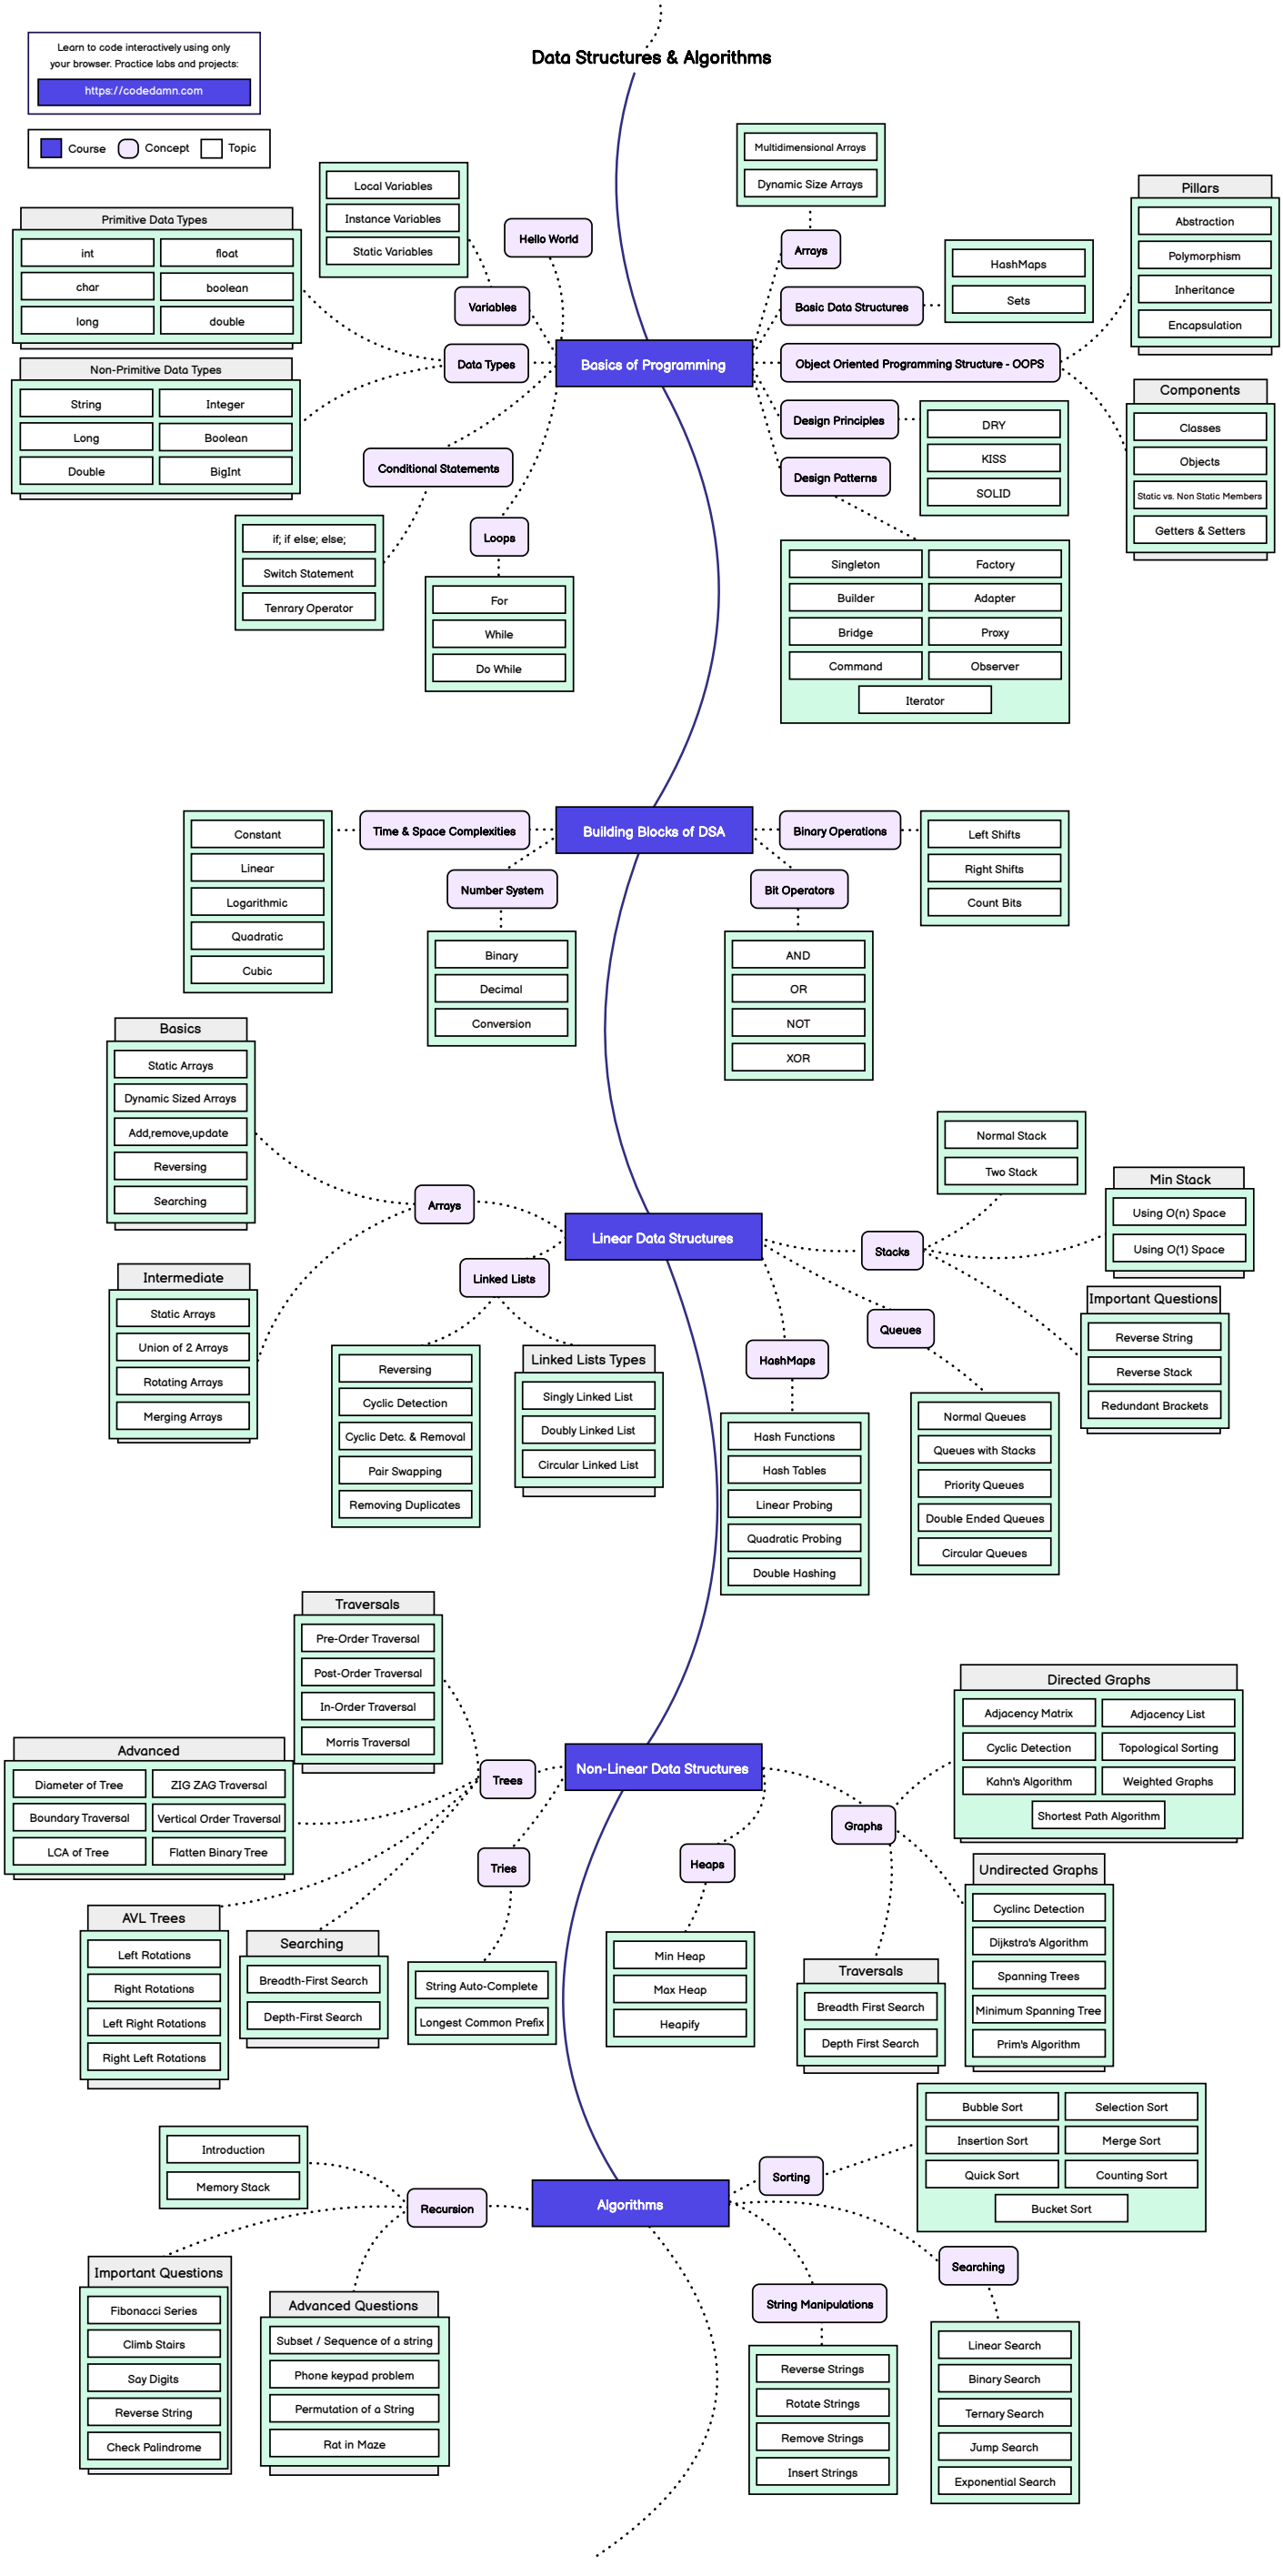 Data Structures & Algorithms
Learn to code interactively using only
your browser. Practice labs and projects:
https://codedamn.com
Course
Concept
Topic
Basics of Programming
Hello World
Variables
Local Variables
Instance Variables
Static Variables
Data Types
Primitive Data Types
int
float
char
boolean
long
double
Non-Primitive Data Types
String
Integer
Long
Boolean
Double
BigInt
Conditional Statements
if; if else; else;
Switch Statement
Tenrary Operator
Loops
For
While
Do While
Multidimensional Arrays
Dynamic Size Arrays
Arrays
Basic Data Structures
HashMaps
Sets
Object Oriented Programming Structure - OOPS
Pillars
Abstraction
Polymorphism
Inheritance
Encapsulation
Components
Classes
Objects
Static vs. Non Static Members
Getters & Setters
Design Principles
DRY
KISS
SOLID
Design Patterns
Singleton
Factory
Builder
Adapter
Bridge
Proxy
Command
Observer
Iterator
Building Blocks of DSA
Time & Space Complexities
Constant
Linear
Logarithmic
Quadratic
Cubic
Number System
Binary
Decimal
Conversion
Binary Operations
Left Shifts
Right Shifts
Count Bits
Bit Operators
AND
OR
NOT
XOR
Linear Data Structures
Arrays
Basics
Static Arrays
Dynamic Sized Arrays
Add,remove,update
Reversing
Searching
Intermediate
Static Arrays
Union of 2 Arrays
Rotating Arrays
Merging Arrays
Linked Lists
Reversing
Cyclic Detection
Cyclic Detc. & Removal
Pair Swapping
Removing Duplicates
Linked Lists Types
Singly Linked List
Doubly Linked List
Circular Linked List
Stacks
Normal Stack
Two Stack
Min Stack
Using O(n) Space
Using O(1) Space
Important Questions
Reverse String
Reverse Stack
Redundant Brackets
Queues
Normal Queues
Queues with Stacks
Priority Queues
Double Ended Queues
Circular Queues
HashMaps
Hash Functions
Hash Tables
Linear Probing
Quadratic Probing
Double Hashing
Non-Linear Data Structures
Trees
Traversals
Pre-Order Traversal
Post-Order Traversal
In-Order Traversal
Morris Traversal
Advanced
Diameter of Tree
ZIG ZAG Traversal
Boundary Traversal
Vertical Order Traversal
LCA of Tree
Flatten Binary Tree
AVL Trees
Left Rotations
Right Rotations
Left Right Rotations
Right Left Rotations
Searching
Breadth-First Search
Depth-First Search
Tries
String Auto-Complete
Longest Common Prefix
Heaps
Min Heap
Max Heap
Heapify
Graphs
Directed Graphs
Adjacency Matrix
Adjacency List
Cyclic Detection
Topological Sorting
Kahn's Algorithm
Weighted Graphs
Shortest Path Algorithm
Undirected Graphs
Cyclinc Detection
Dijkstra's Algorithm
Spanning Trees
Minimum Spanning Tree
Prim's Algorithm
Traversals
Breadth First Search
Depth First Search
Algorithms
Recursion
Introduction
Memory Stack
Important Questions
Fibonacci Series
Climb Stairs
Say Digits
Reverse String
Check Palindrome
Advanced Questions
Subset / Sequence of a string
Phone keypad problem
Permutation of a String
Rat in Maze
Sorting
Bubble Sort
Selection Sort
Insertion Sort
Merge Sort
Quick Sort
Counting Sort
Bucket Sort
Searching
Linear Search
Binary Search
Ternary Search
Jump Search
Exponential Search
String Manipulations
Reverse Strings
Rotate Strings
Remove Strings
Insert Strings